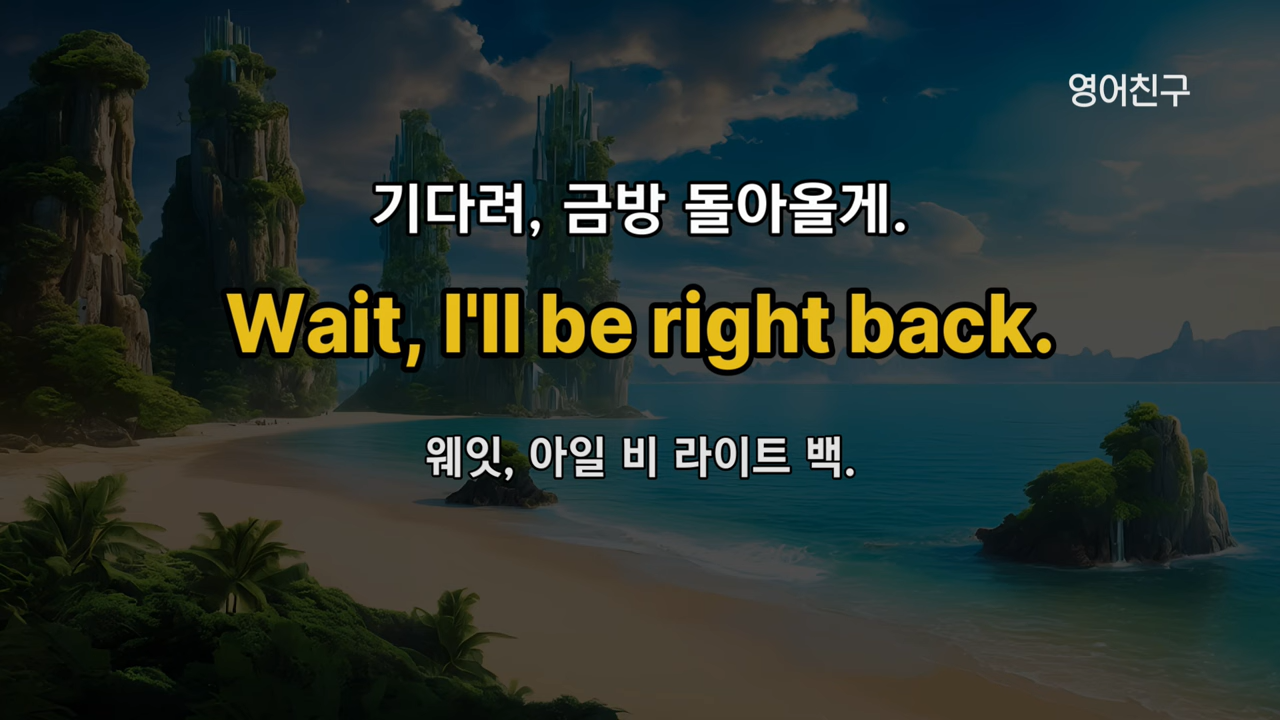 영어친구
기다려, 금방 돌아올게.
Wait, I'll be right back.
웨잇, 아일 비 라이트 백.